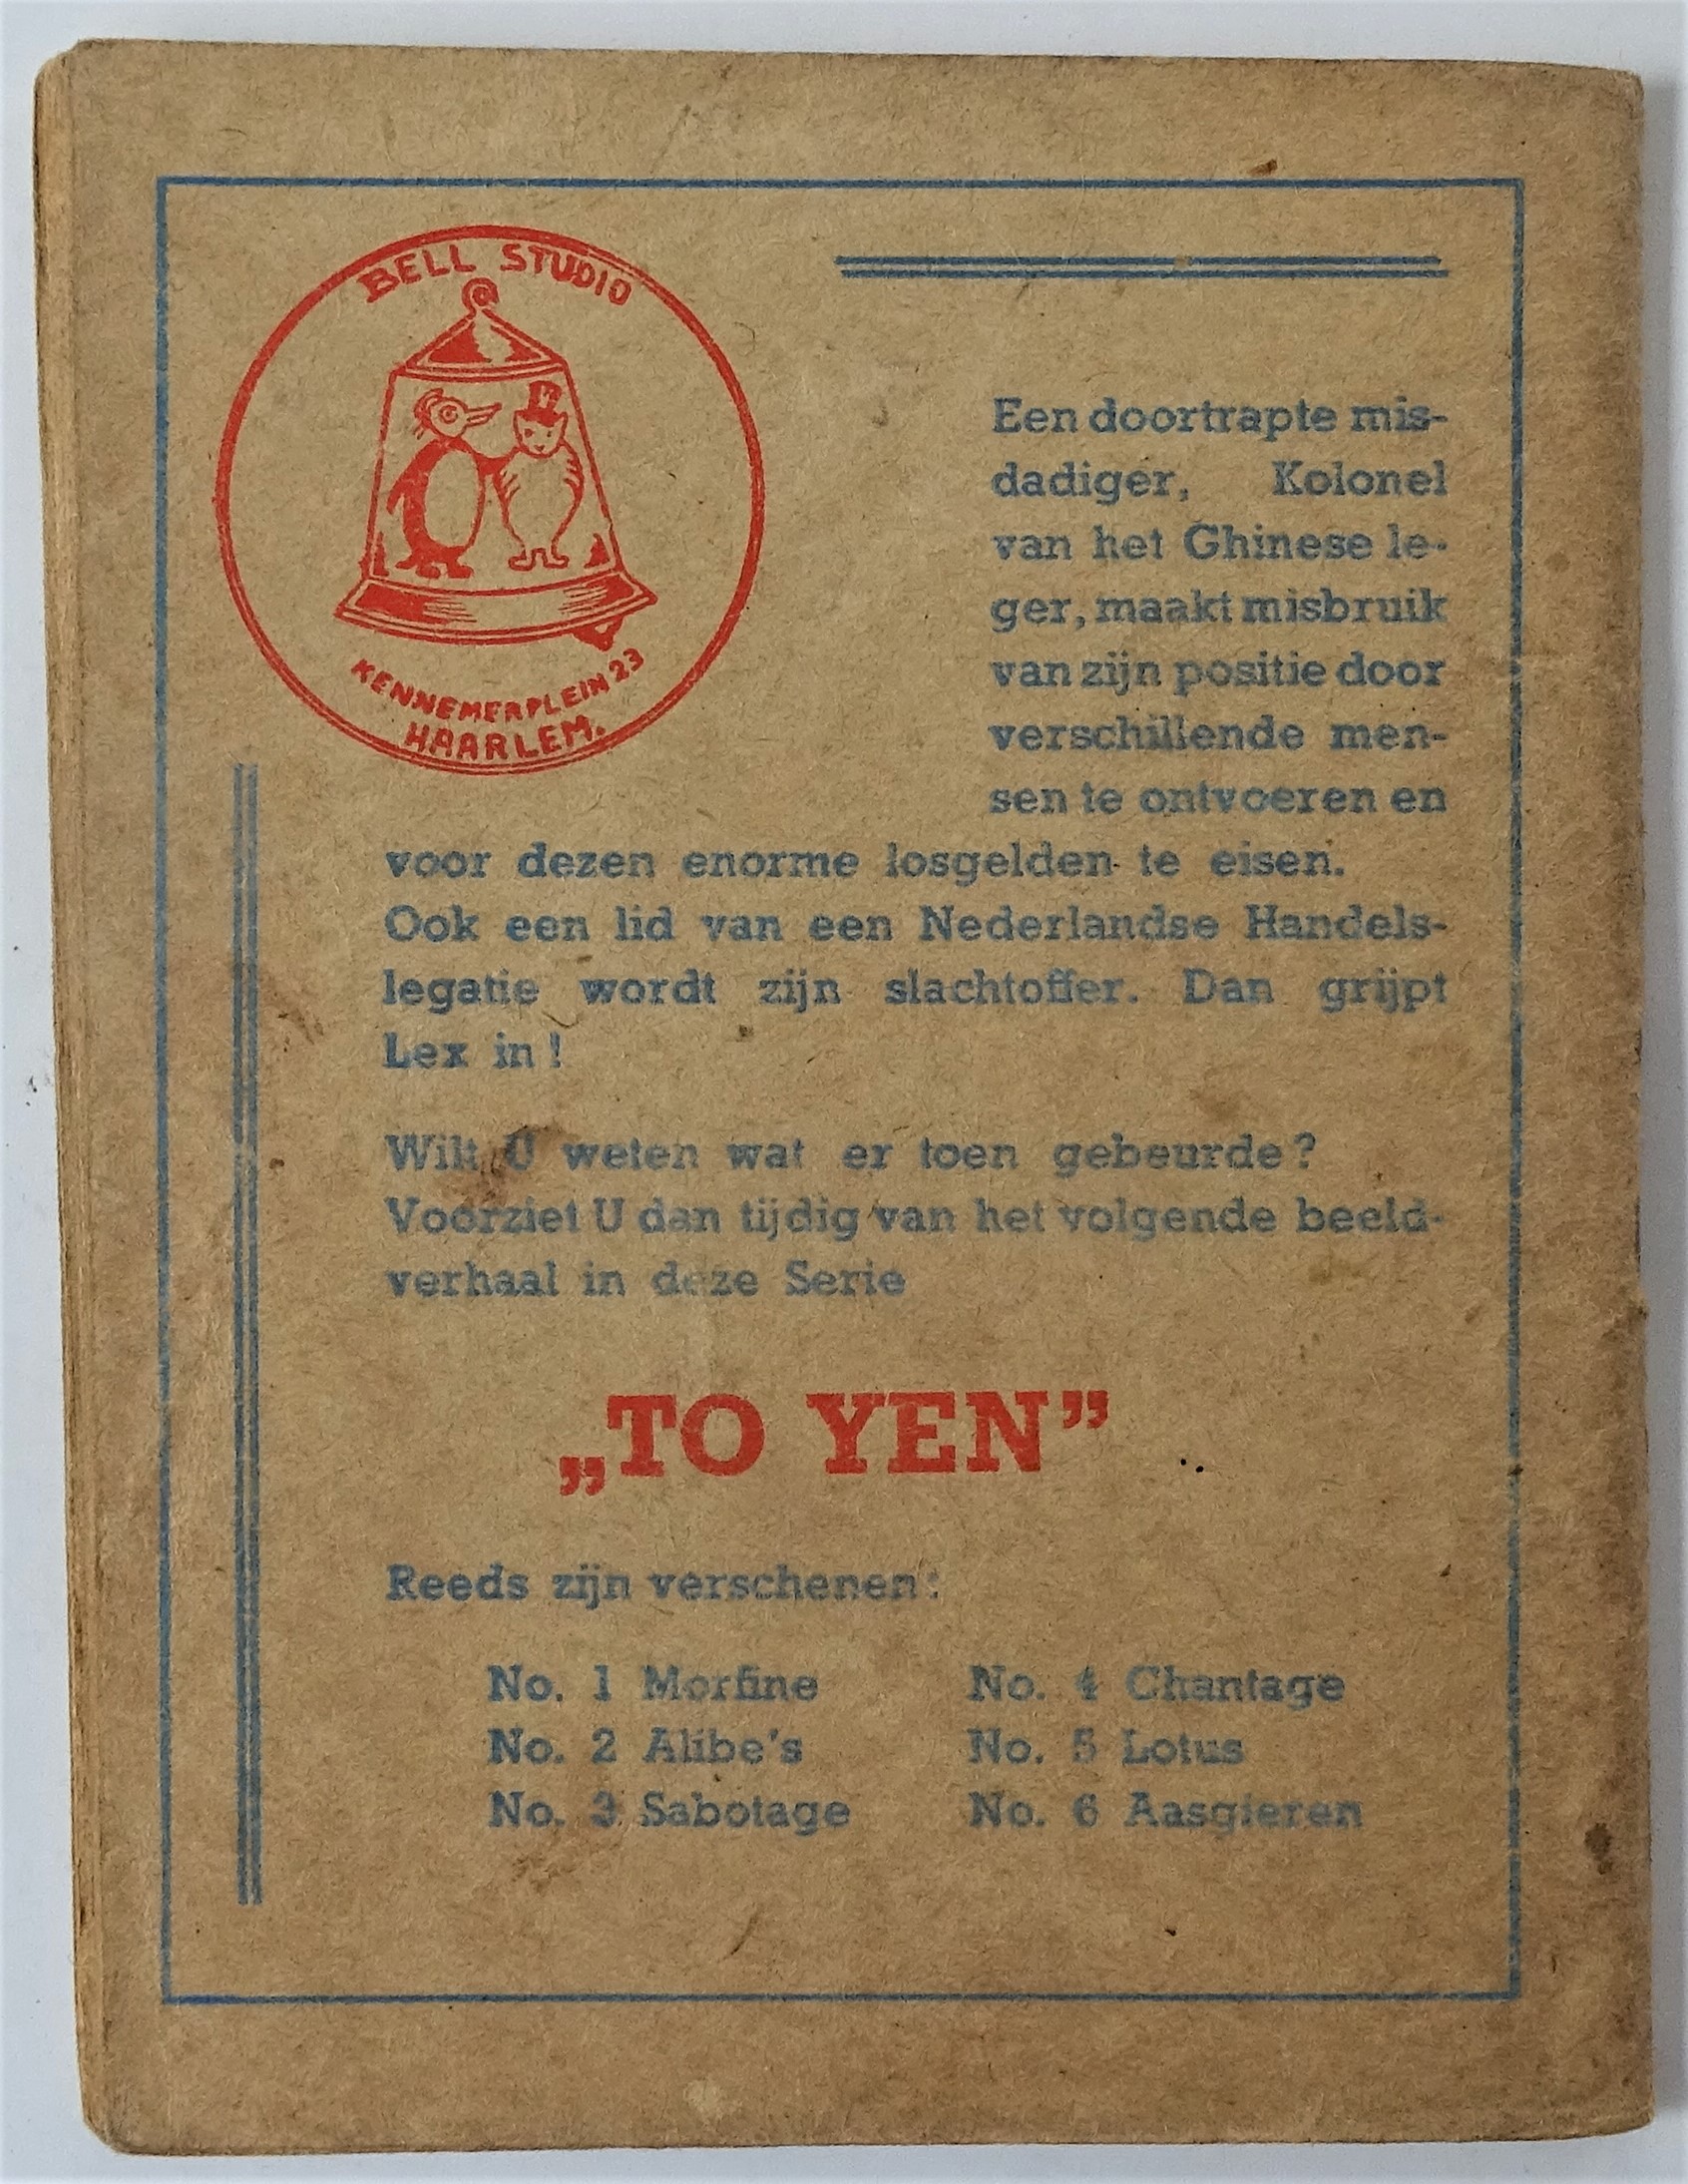 BELL STUDIO
KENNEMERPLEIN 23
HAARLEM.
Een doortrapte mis-
dadiger, Kolonel
van het Ghinese le-
ger, maakt misbruik
van zijn positie door
verschillende men-
sen te ontvoeren en
voor dezen enorme losgelden te eisen.
Ook een lid van een Nederlandse Handels-
legatie wordt zijn slachtoffer. Dan grijpt
Lex in!
Wilt U weten wat er toen gebeurde?
Voorziet U dan tijdig van het volgende beeld-
verhaal in deze Serie
„TO YEN”
Reeds zijn verschenen:
No. 1 Morfine No. 4 Chantage
No. 2 Alibe's No. 5 Lotus
No. 3 Sabotage No. 6 Aasgieren